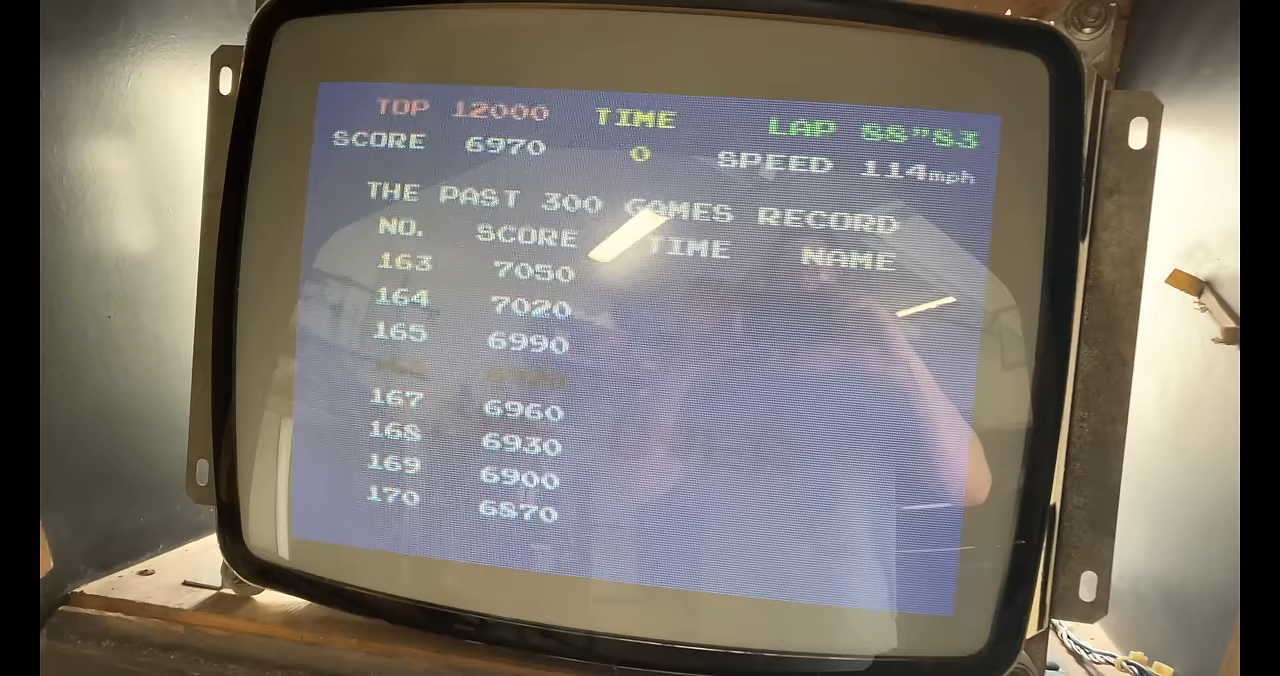 TOP 12000 TIME LAP 88"83
SCORE 6970 0 SPEED 114mph
THE PAST 300 GAMES RECORD
NO. SCORE TIME NAME
163 7050
164 7020
165 6990
167 6960
168 6930
169 6900
170 6870